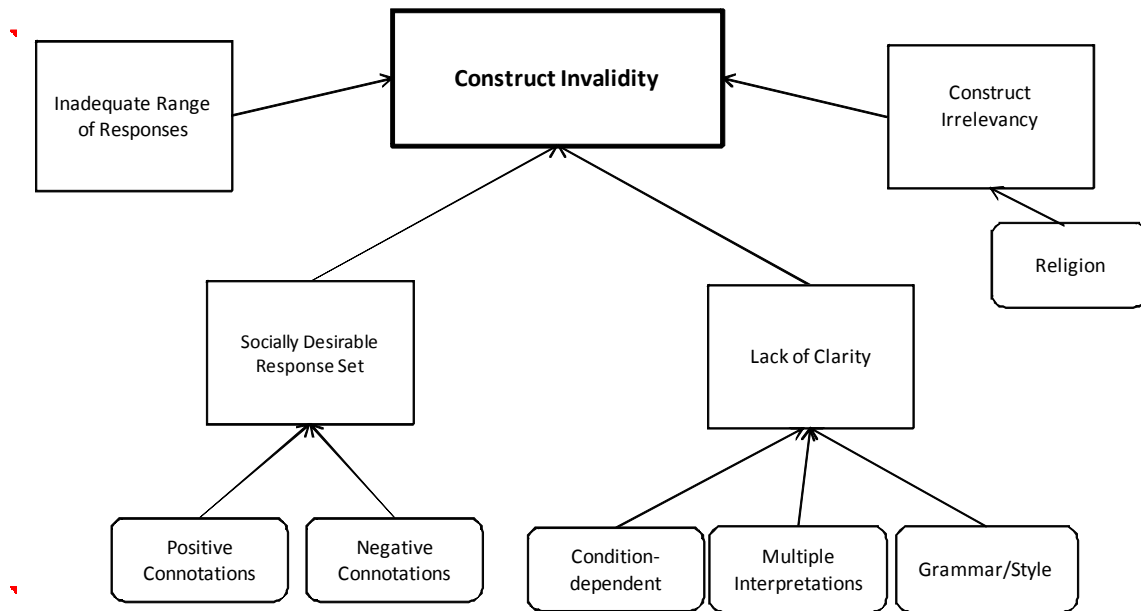 Construct Invalidity
Inadequate Range
of Responses
Construct
Irrelevancy
Religion
Socially Desirable
Response Set
Lack of Clarity
Positive
Connotations
Negative
Connotations
Condition-
dependent
Multiple
Interpretations
Grammar/Style